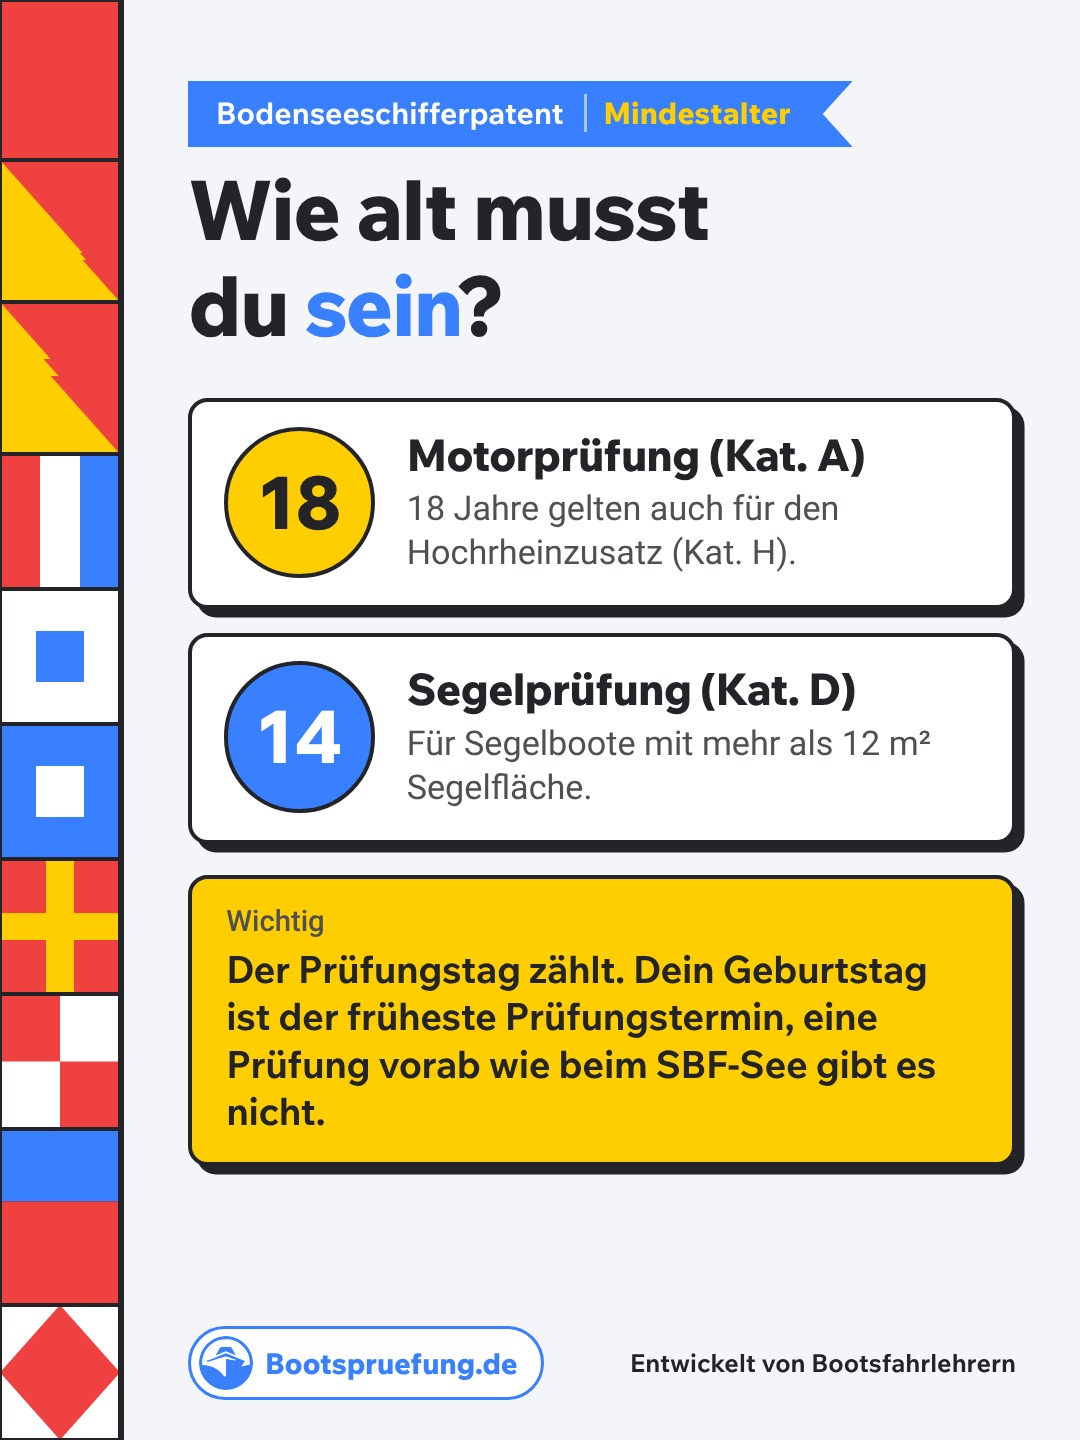 Bodenseeschifferpatent | Mindestalter
Wie alt musst
du sein?
18
Motorprüfung (Kat. A)
18 Jahre gelten auch für den
Hochrheinzusatz (Kat. H).
14
Segelprüfung (Kat. D)
Für Segelboote mit mehr als 12 m²
Segelfläche.
Wichtig
Der Prüfungstag zählt. Dein Geburtstag
ist der früheste Prüfungstermin, eine
Prüfung vorab wie beim SBF-See gibt es
nicht.
Bootspruefung.de
Entwickelt von Bootsfahrlehrern